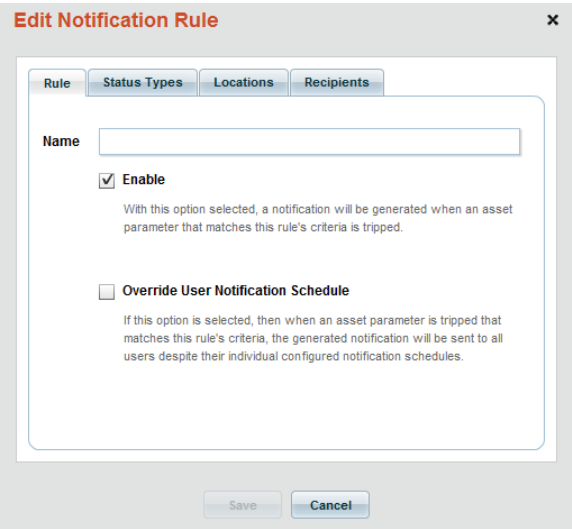 Edit Notification Rule
Rule Status Types Locations Recipients
Name
Enable
With this option selected, a notification will be generated when an asset
parameter that matches this rule's criteria is tripped.
Override User Notification Schedule
If this option is selected, then when an asset parameter is tripped that
matches this rule's criteria, the generated notification will be sent to all
users despite their individual configured notification schedules.
Save Cancel